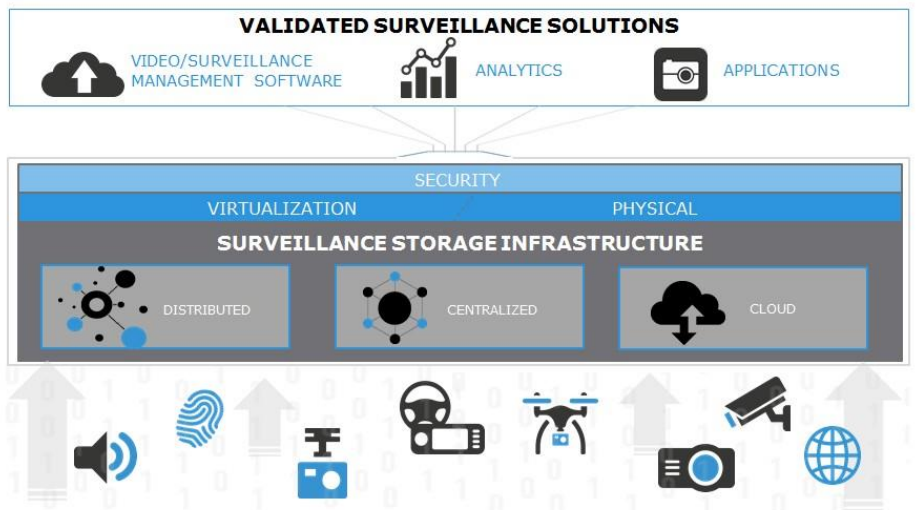 VALIDATED SURVEILLANCE SOLUTIONS
VIDEO/SURVEILLANCE
MANAGEMENT SOFTWARE
ANALYTICS
APPLICATIONS
SECURITY
VIRTUALIZATION
PHYSICAL
SURVEILLANCE STORAGE INFRASTRUCTURE
DISTRIBUTED
CENTRALIZED
CLOUD